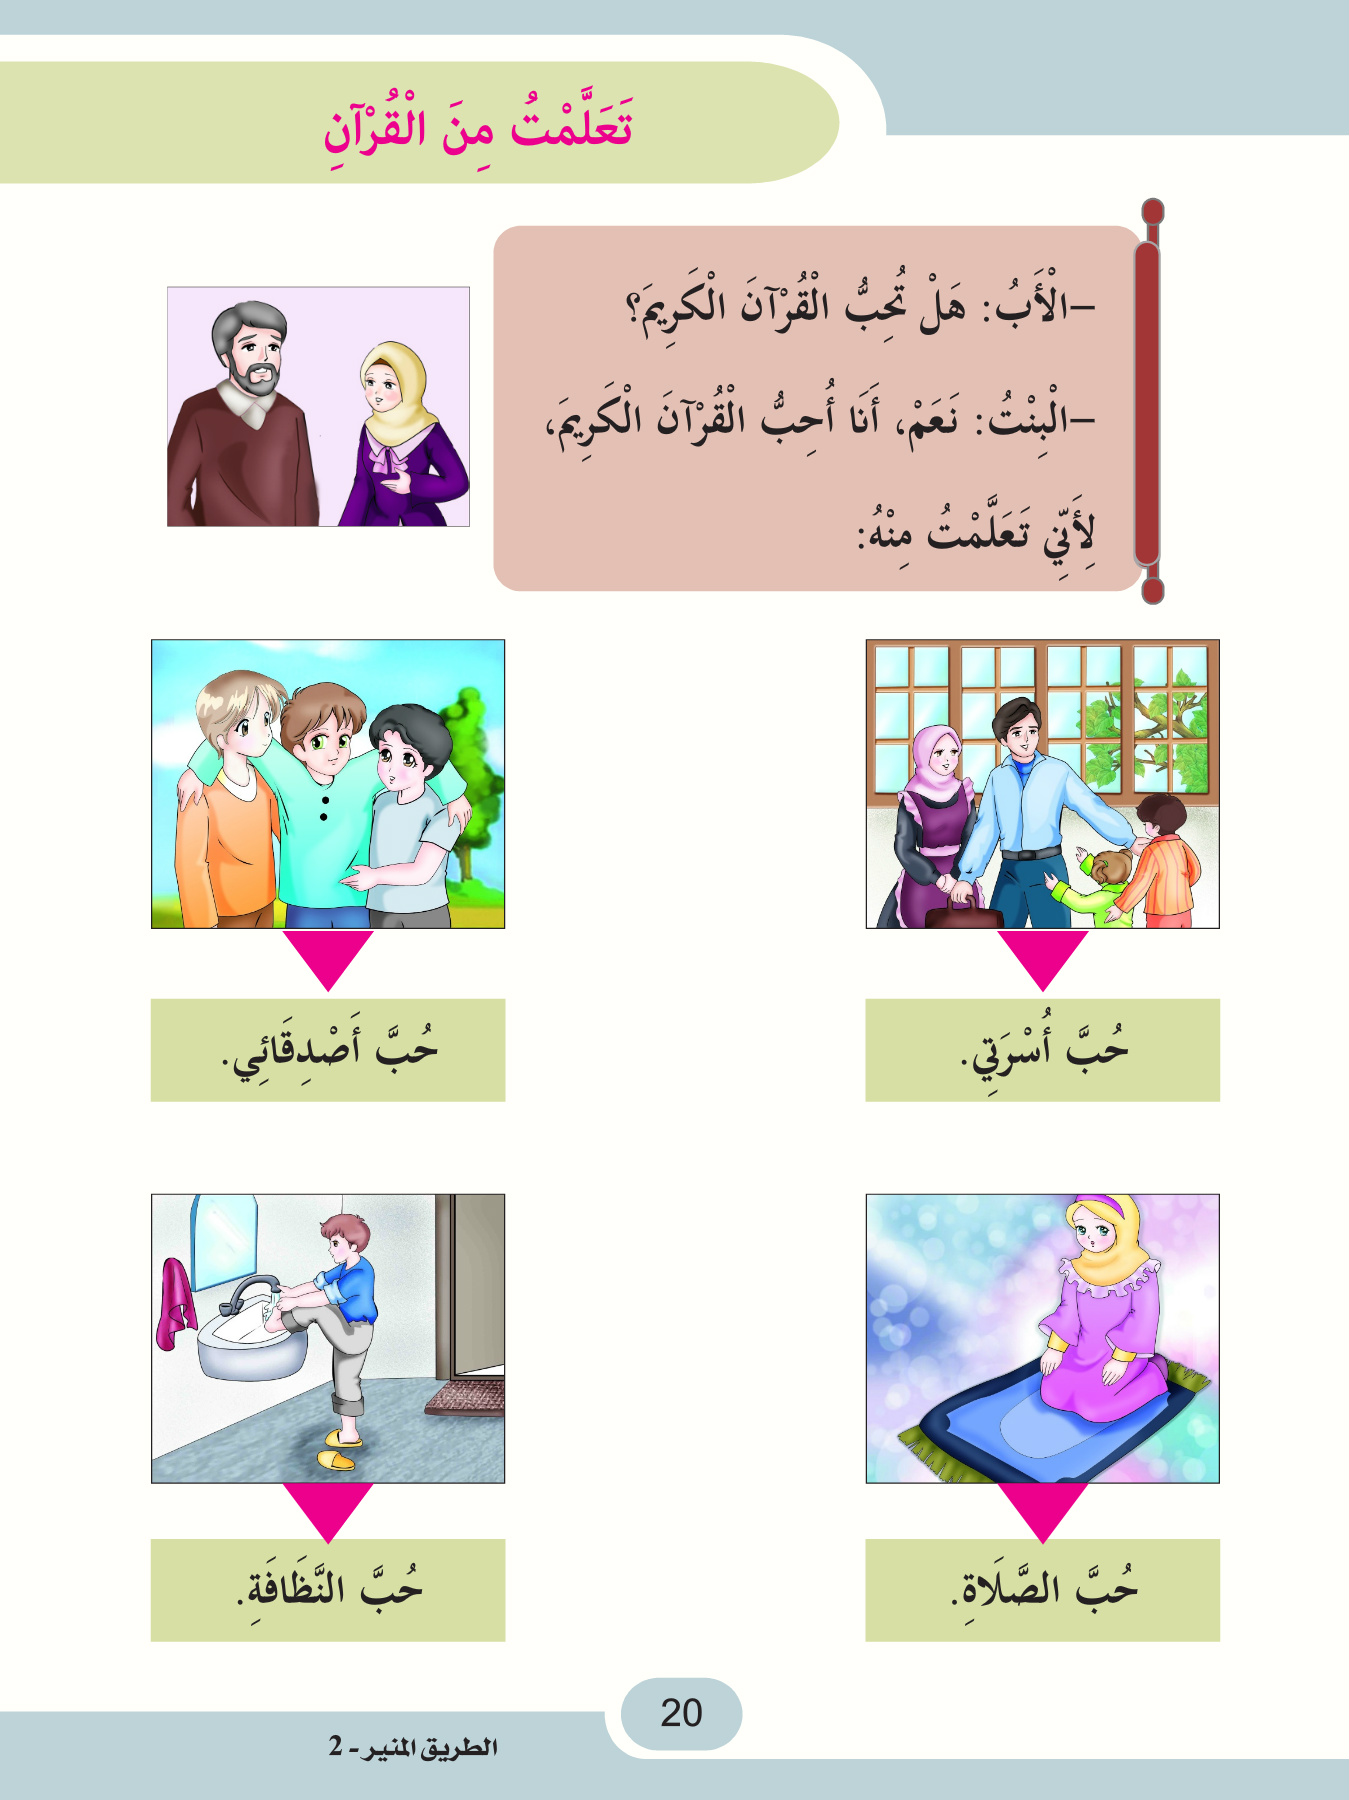 تَعَلَّمْتُ مِنَ الْقُرْآنِ
–الْأَبُ: هَلْ تُحِبُّ الْقُرْآنَ الْكَرِيمَ؟
–الْبِنْتُ: نَعَمْ، أَنَا أُحِبُّ الْقُرْآنَ الْكَرِيمَ،
لِأَنِّي تَعَلَّمْتُ مِنْهُ:
حُبَّ أُسْرَتِي.
حُبَّ أَصْدِقَائِي.
حُبَّ الصَّلَاةِ.
حُبَّ النَّظَافَةِ.
20
الطريق المنير - 2